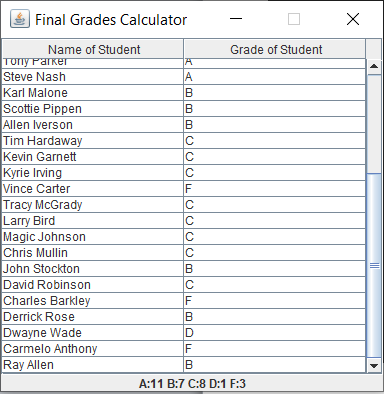 Final Grades Calculator
Name of Student Grade of Student
Tony Parker A
Steve Nash A
Karl Malone B
Scottie Pippen B
Allen Iverson B
Tim Hardaway C
Kevin Garnett C
Kyrie Irving C
Vince Carter F
Tracy McGrady C
Larry Bird C
Magic Johnson C
Chris Mullin C
John Stockton B
David Robinson C
Charles Barkley F
Derrick Rose B
Dwayne Wade D
Carmelo Anthony F
Ray Allen B
A:11 B:7 C:8 D:1 F:3